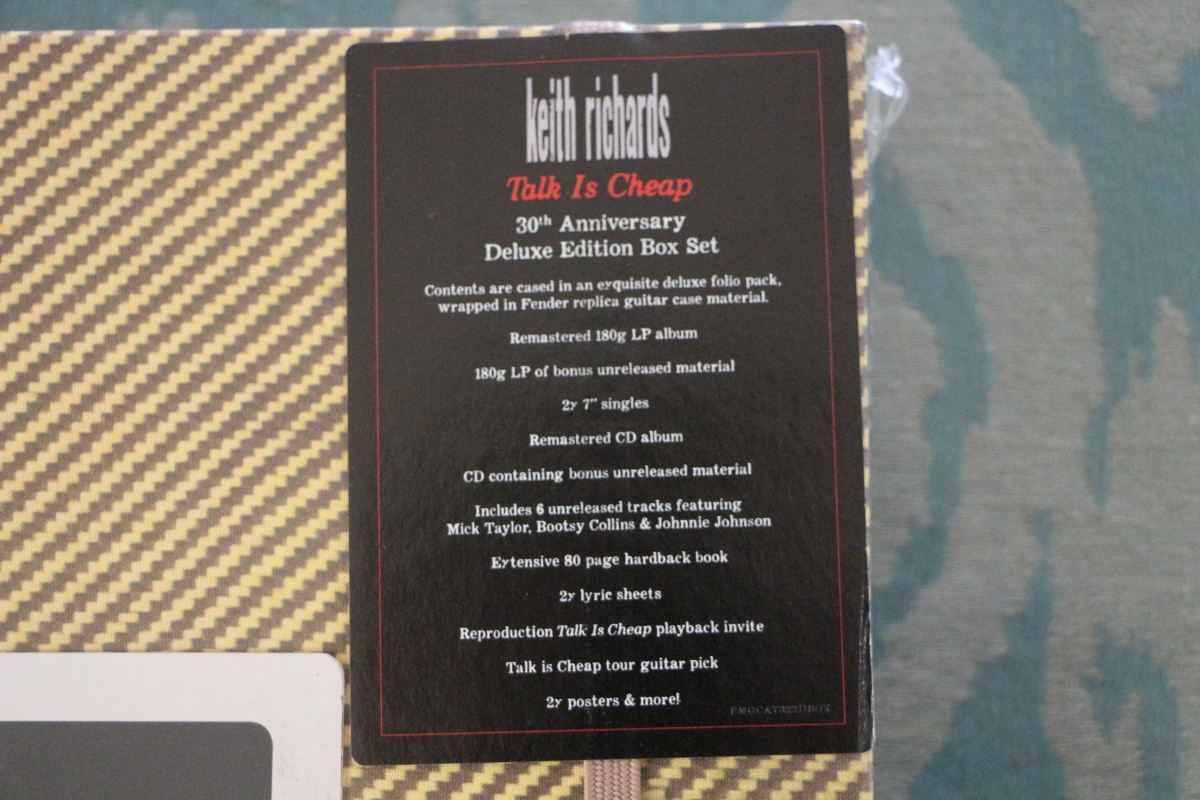 keith richards
Talk Is Cheap
30th Anniversary
Deluxe Edition Box Set
Contents are cased in an exquisite deluxe folio pack,
wrapped in Fender replica guitar case material.
Remastered 180g LP album
180g LP of bonus unreleased material
2x 7" singles
Remastered CD album
CD containing bonus unreleased material
Includes 6 unreleased tracks featuring
Mick Taylor, Bootsy Collins & Johnnie Johnson
Extensive 80 page hardback book
2x lyric sheets
Reproduction Talk Is Cheap playback invite
Talk is Cheap tour guitar pick
2x posters & more!
BMGCAT322DBOX